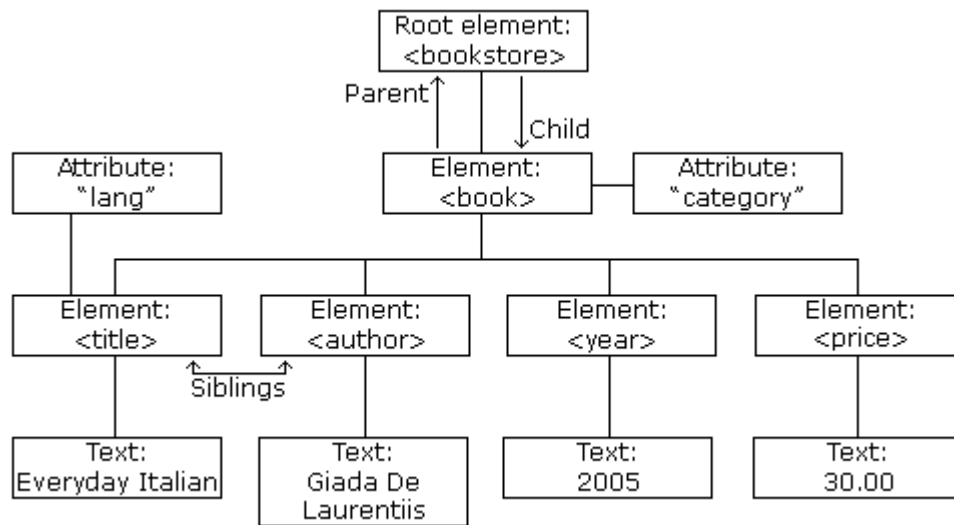 Root element:
<bookstore>
Parent
Child
Attribute:
“lang”
Element:
<book>
Attribute:
“category”
Element:
<title>
Element:
<author>
Element:
<year>
Element:
<price>
Siblings
Text:
Everyday Italian
Text:
Giada De
Laurentiis
Text:
2005
Text:
30.00